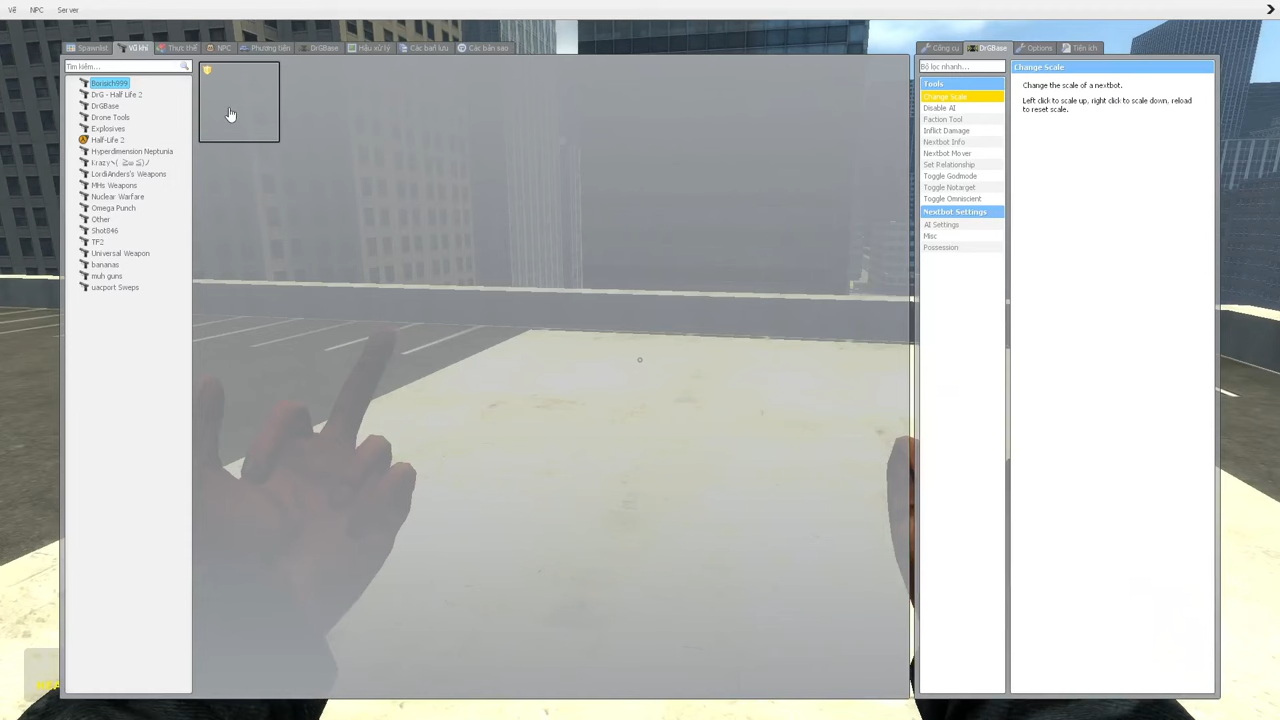 Vẽ NPC Server
Spawnlist Vũ khí Thực thể NPC Phương tiện DrGBase Hậu xử lý Các bản lưu Các bản sao
Tìm kiếm...
Borisich999
DrG - Half Life 2
DrGBase
Drone Tools
Explosives
Half-Life 2
Hyperdimension Neptunia
LordiAnders's Weapons
MHs Weapons
Nuclear Warfare
Omega Punch
Other
Shot846
TF2
Universal Weapon
bananas
muh guns
uacport Sweps
Công cụ DrGBase Options Tiện ích
Bộ lọc nhanh...
Tools
Change Scale
Disable AI
Faction Tool
Inflict Damage
Nextbot Info
Nextbot Mover
Set Relationship
Toggle Godmode
Toggle Notarget
Toggle Omniscient
Nextbot Settings
AI Settings
Misc
Possession
Change Scale
Change the scale of a nextbot.
Left click to scale up, right click to scale down, reload
to reset scale.